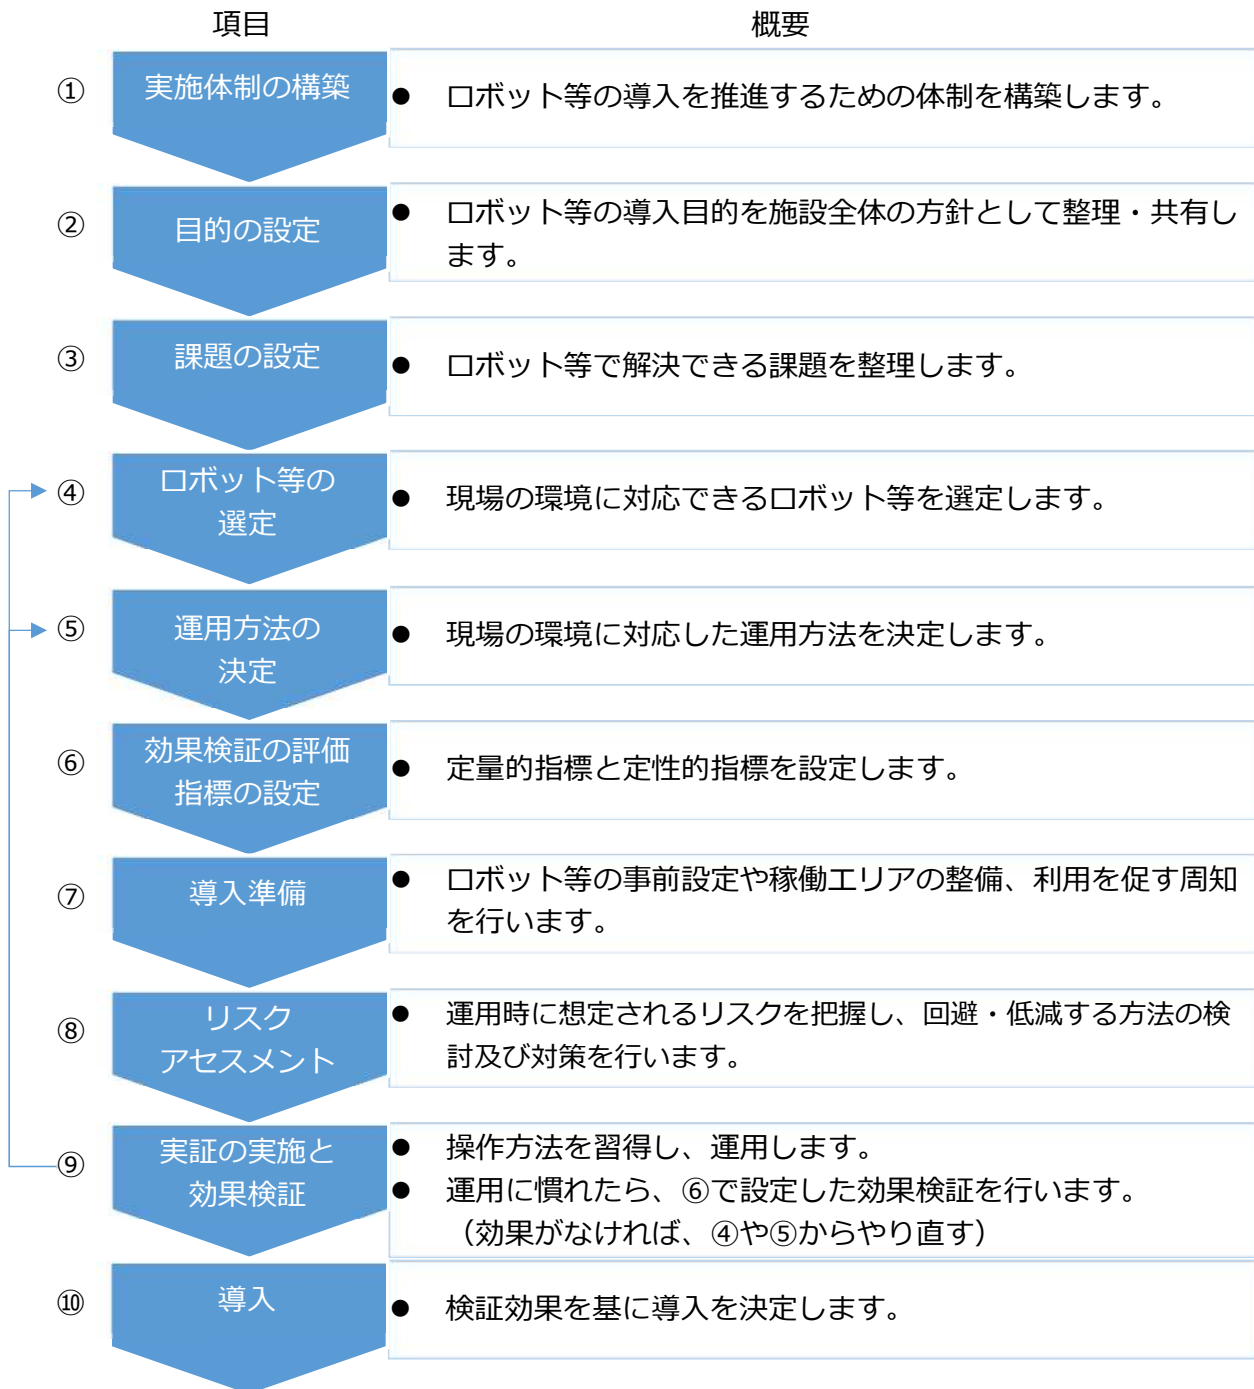 項目
概要
①
実施体制の構築
● ロボット等の導入を推進するための体制を構築します。
②
目的の設定
● ロボット等の導入目的を施設全体の方針として整理・共有し
ます。
③
課題の設定
● ロボット等で解決できる課題を整理します。
④
ロボット等の
選定
● 現場の環境に対応できるロボット等を選定します。
⑤
運用方法の
決定
● 現場の環境に対応した運用方法を決定します。
⑥
効果検証の評価
指標の設定
● 定量的指標と定性的指標を設定します。
⑦
導入準備
● ロボット等の事前設定や稼働エリアの整備、利用を促す周知
を行います。
⑧
リスク
アセスメント
● 運用時に想定されるリスクを把握し、回避・低減する方法の検
討及び対策を行います。
⑨
実証の実施と
効果検証
● 操作方法を習得し、運用します。
● 運用に慣れたら、⑥で設定した効果検証を行います。
（効果がなければ、④や⑤からやり直す）
⑩
導入
● 検証効果を基に導入を決定します。